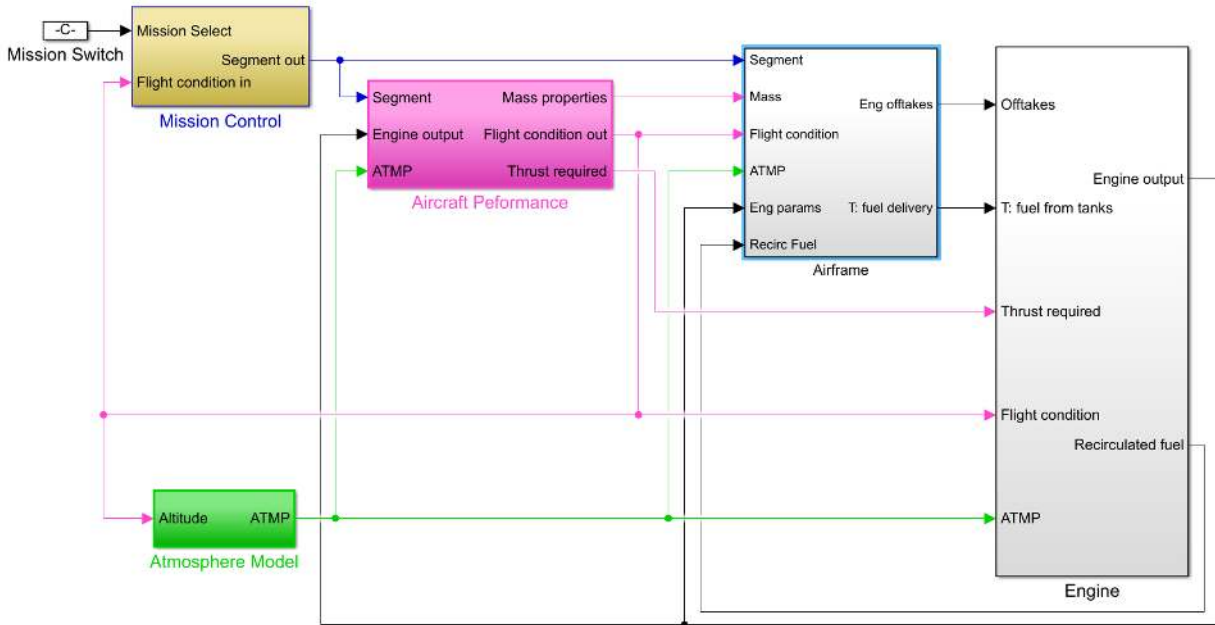 -C-
Mission Switch
Mission Select
Segment out
Flight condition in
Mission Control
Segment
Engine output
ATMP
Mass properties
Flight condition out
Thrust required
Aircraft Peformance
Segment
Mass
Flight condition
ATMP
Eng params
Recirc Fuel
Eng offtakes
T: fuel delivery
Airframe
Offtakes
T: fuel from tanks
Thrust required
Flight condition
ATMP
Engine output
Recirculated fuel
Engine
Altitude
ATMP
Atmosphere Model